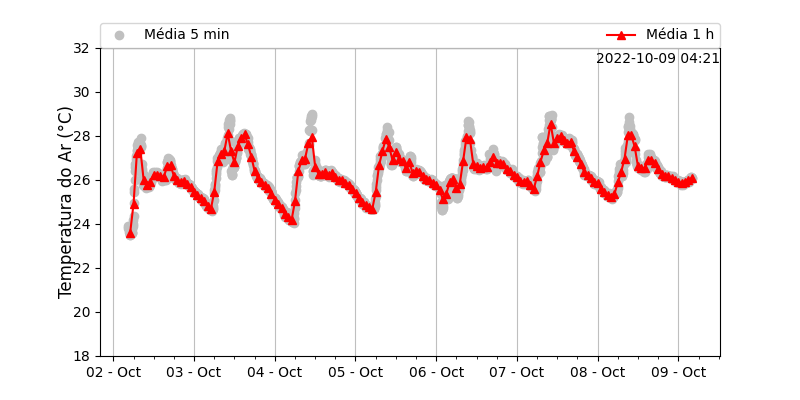 Média 5 min
Média 1 h
2022-10-09 04:21
Temperatura do Ar (°C)
32
30
28
26
24
22
20
18
02 - Oct
03 - Oct
04 - Oct
05 - Oct
06 - Oct
07 - Oct
08 - Oct
09 - Oct